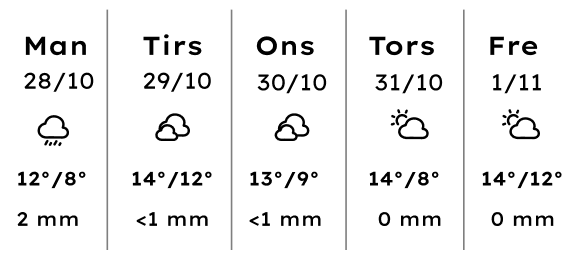 Man Tirs Ons Tors Fre
28/10 29/10 30/10 31/10 1/11
12°/8° 14°/12° 13°/9° 14°/8° 14°/12°
2 mm <1 mm <1 mm 0 mm 0 mm